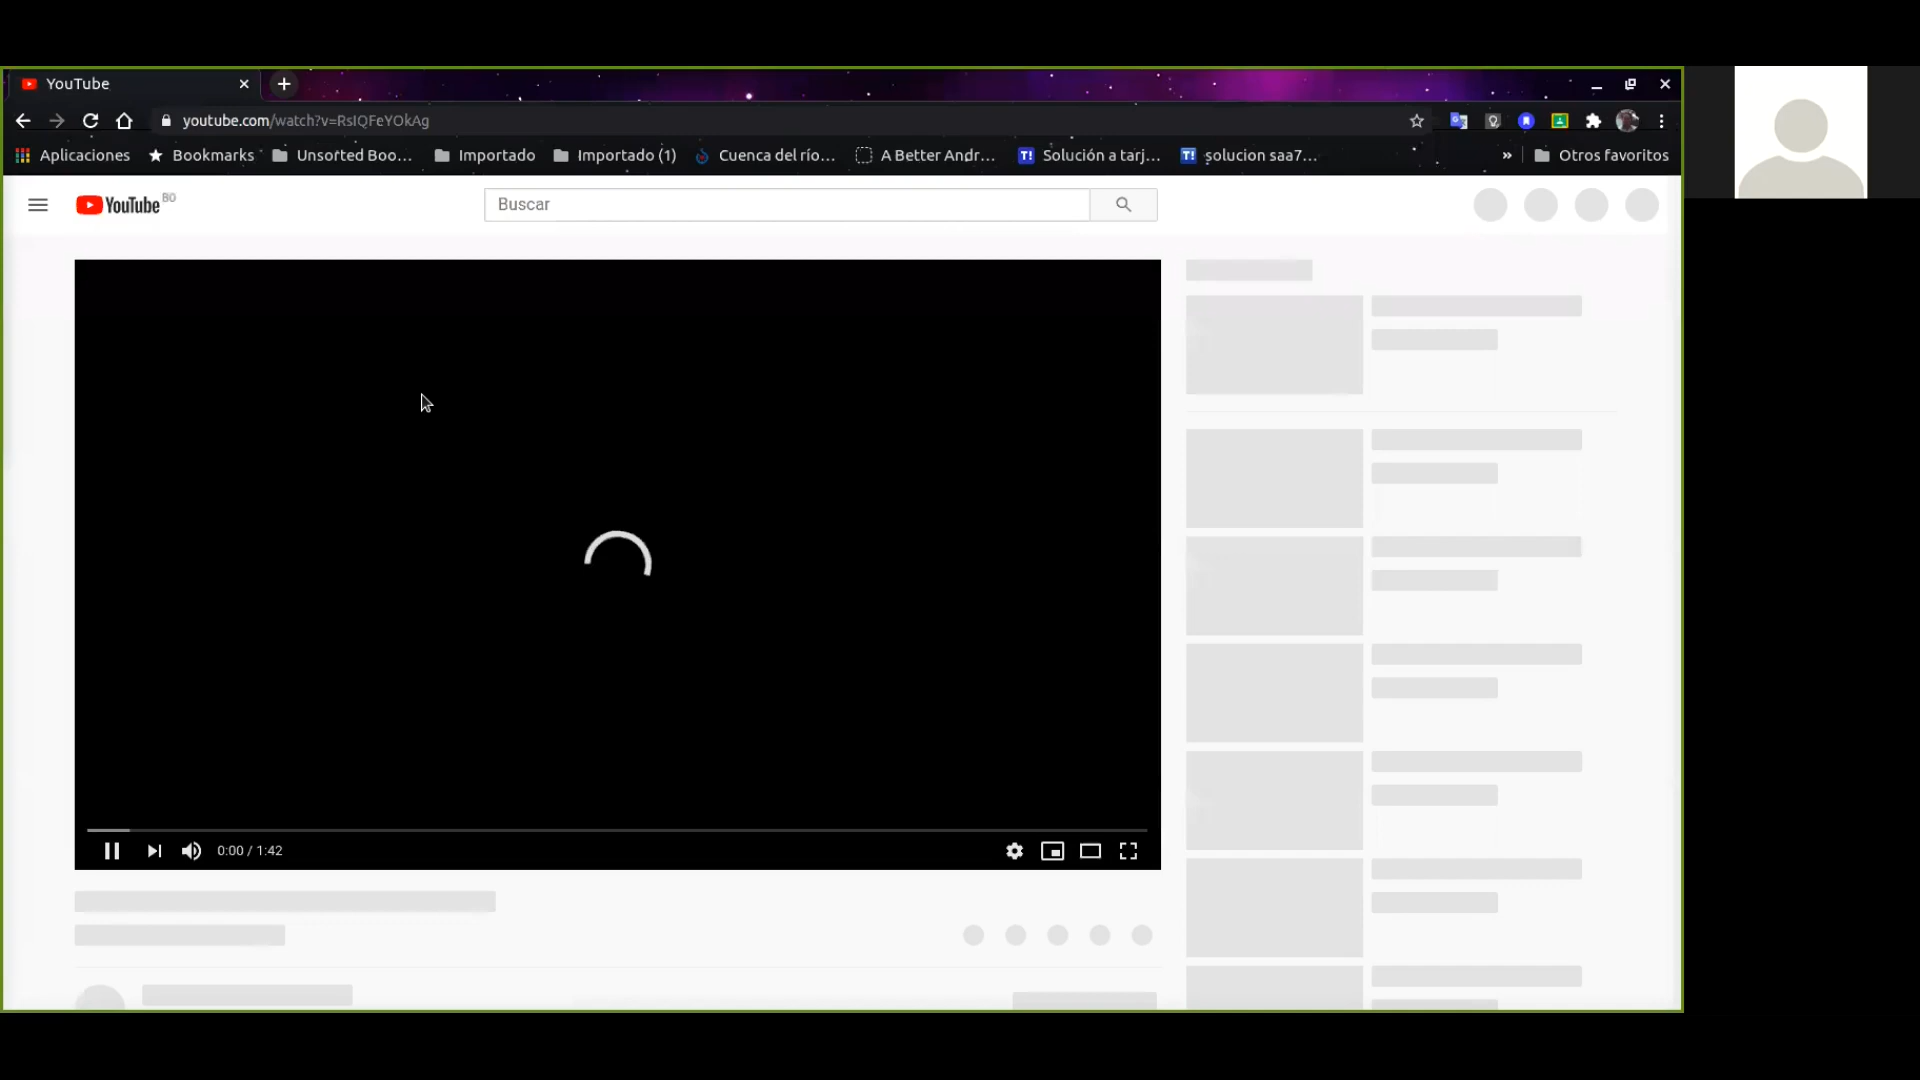 YouTube
youtube.com/watch?v=RsIQFeYOkAg
Aplicaciones Bookmarks Unsorted Boo... Importado Importado (1) Cuenca del río... A Better Andr... T! Solución a tarj... T! solucion saa7... » Otros favoritos
YouTube BO
Buscar
0:00 / 1:42